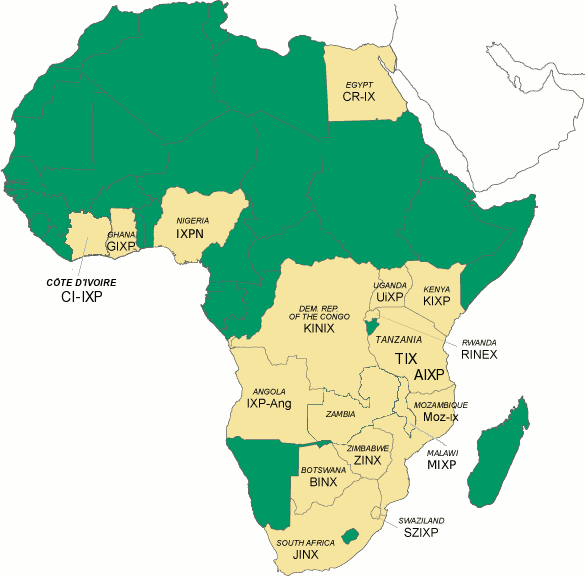 EGYPT
CR-IX
NIGERIA
IXPN
GHANA
GIXP
CÔTE D'IVOIRE
CI-IXP
UGANDA
UiXP
KENYA
KIXP
DEM. REP
OF THE CONGO
KINIX
RWANDA
RINEX
TANZANIA
TIX
AIXP
ANGOLA
IXP-Ang
ZAMBIA
MOZAMBIQUE
Moz-ix
MALAWI
MIXP
ZIMBABWE
ZINX
BOTSWANA
BINX
SWAZILAND
SZIXP
SOUTH AFRICA
JINX